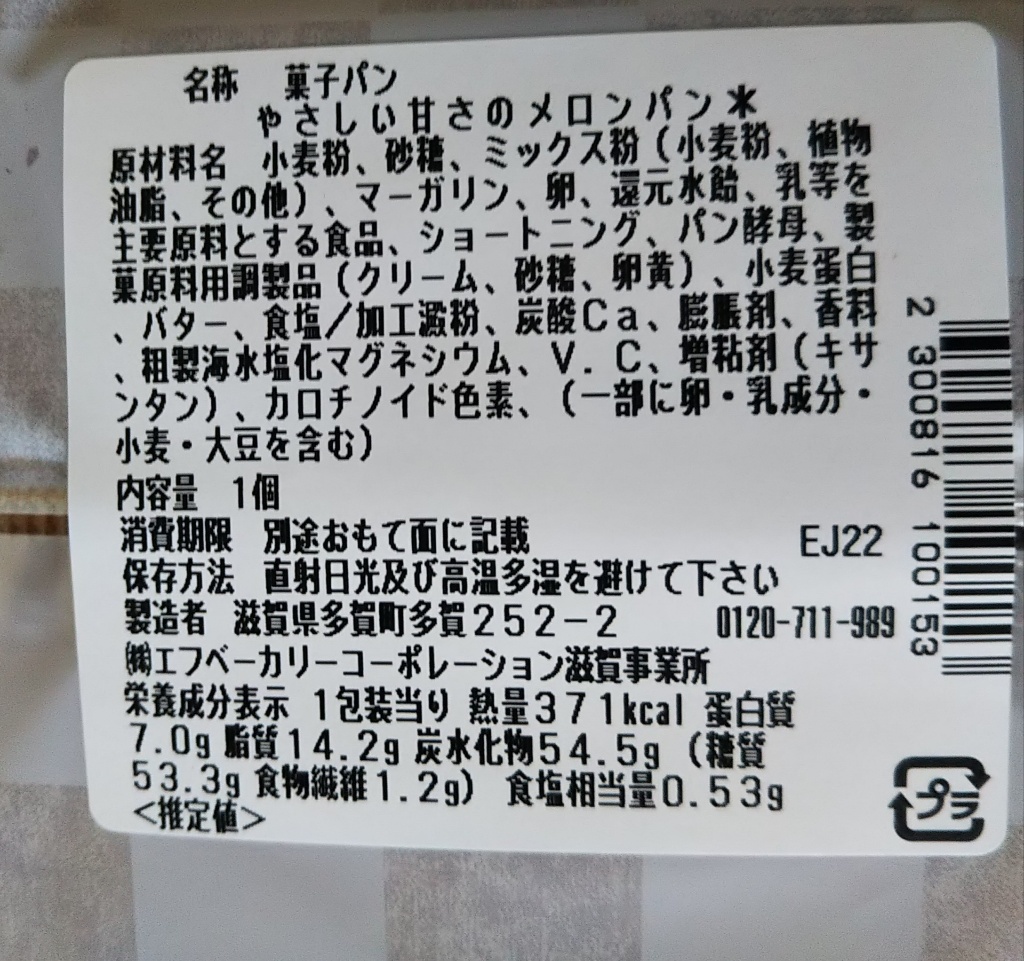 名称　菓子パン
やさしい甘さのメロンパン＊
原材料名　小麦粉、砂糖、ミックス粉（小麦粉、植物
油脂、その他）、マーガリン、卵、還元水飴、乳等を
主要原料とする食品、ショートニング、パン酵母、製
菓原料用調製品（クリーム、砂糖、卵黄）、小麦蛋白
、バター、食塩／加工澱粉、炭酸Ｃａ、膨脹剤、香料
、粗製海水塩化マグネシウム、Ｖ．Ｃ、増粘剤（キサ
ンタン）、カロチノイド色素、（一部に卵・乳成分・
小麦・大豆を含む）
内容量　1個
消費期限　別途おもて面に記載　EJ22
保存方法　直射日光及び高温多湿を避けて下さい
製造者　滋賀県多賀町多賀２５２－２　0120-711-989
㈱エフベーカリーコーポレーション滋賀事業所
栄養成分表示　1包装当り　熱量371kcal　蛋白質
7.0g　脂質14.2g　炭水化物54.5g　（糖質
53.3g　食物繊維1.2g）　食塩相当量0.53g
＜推定値＞
プラ
2 300816 100153